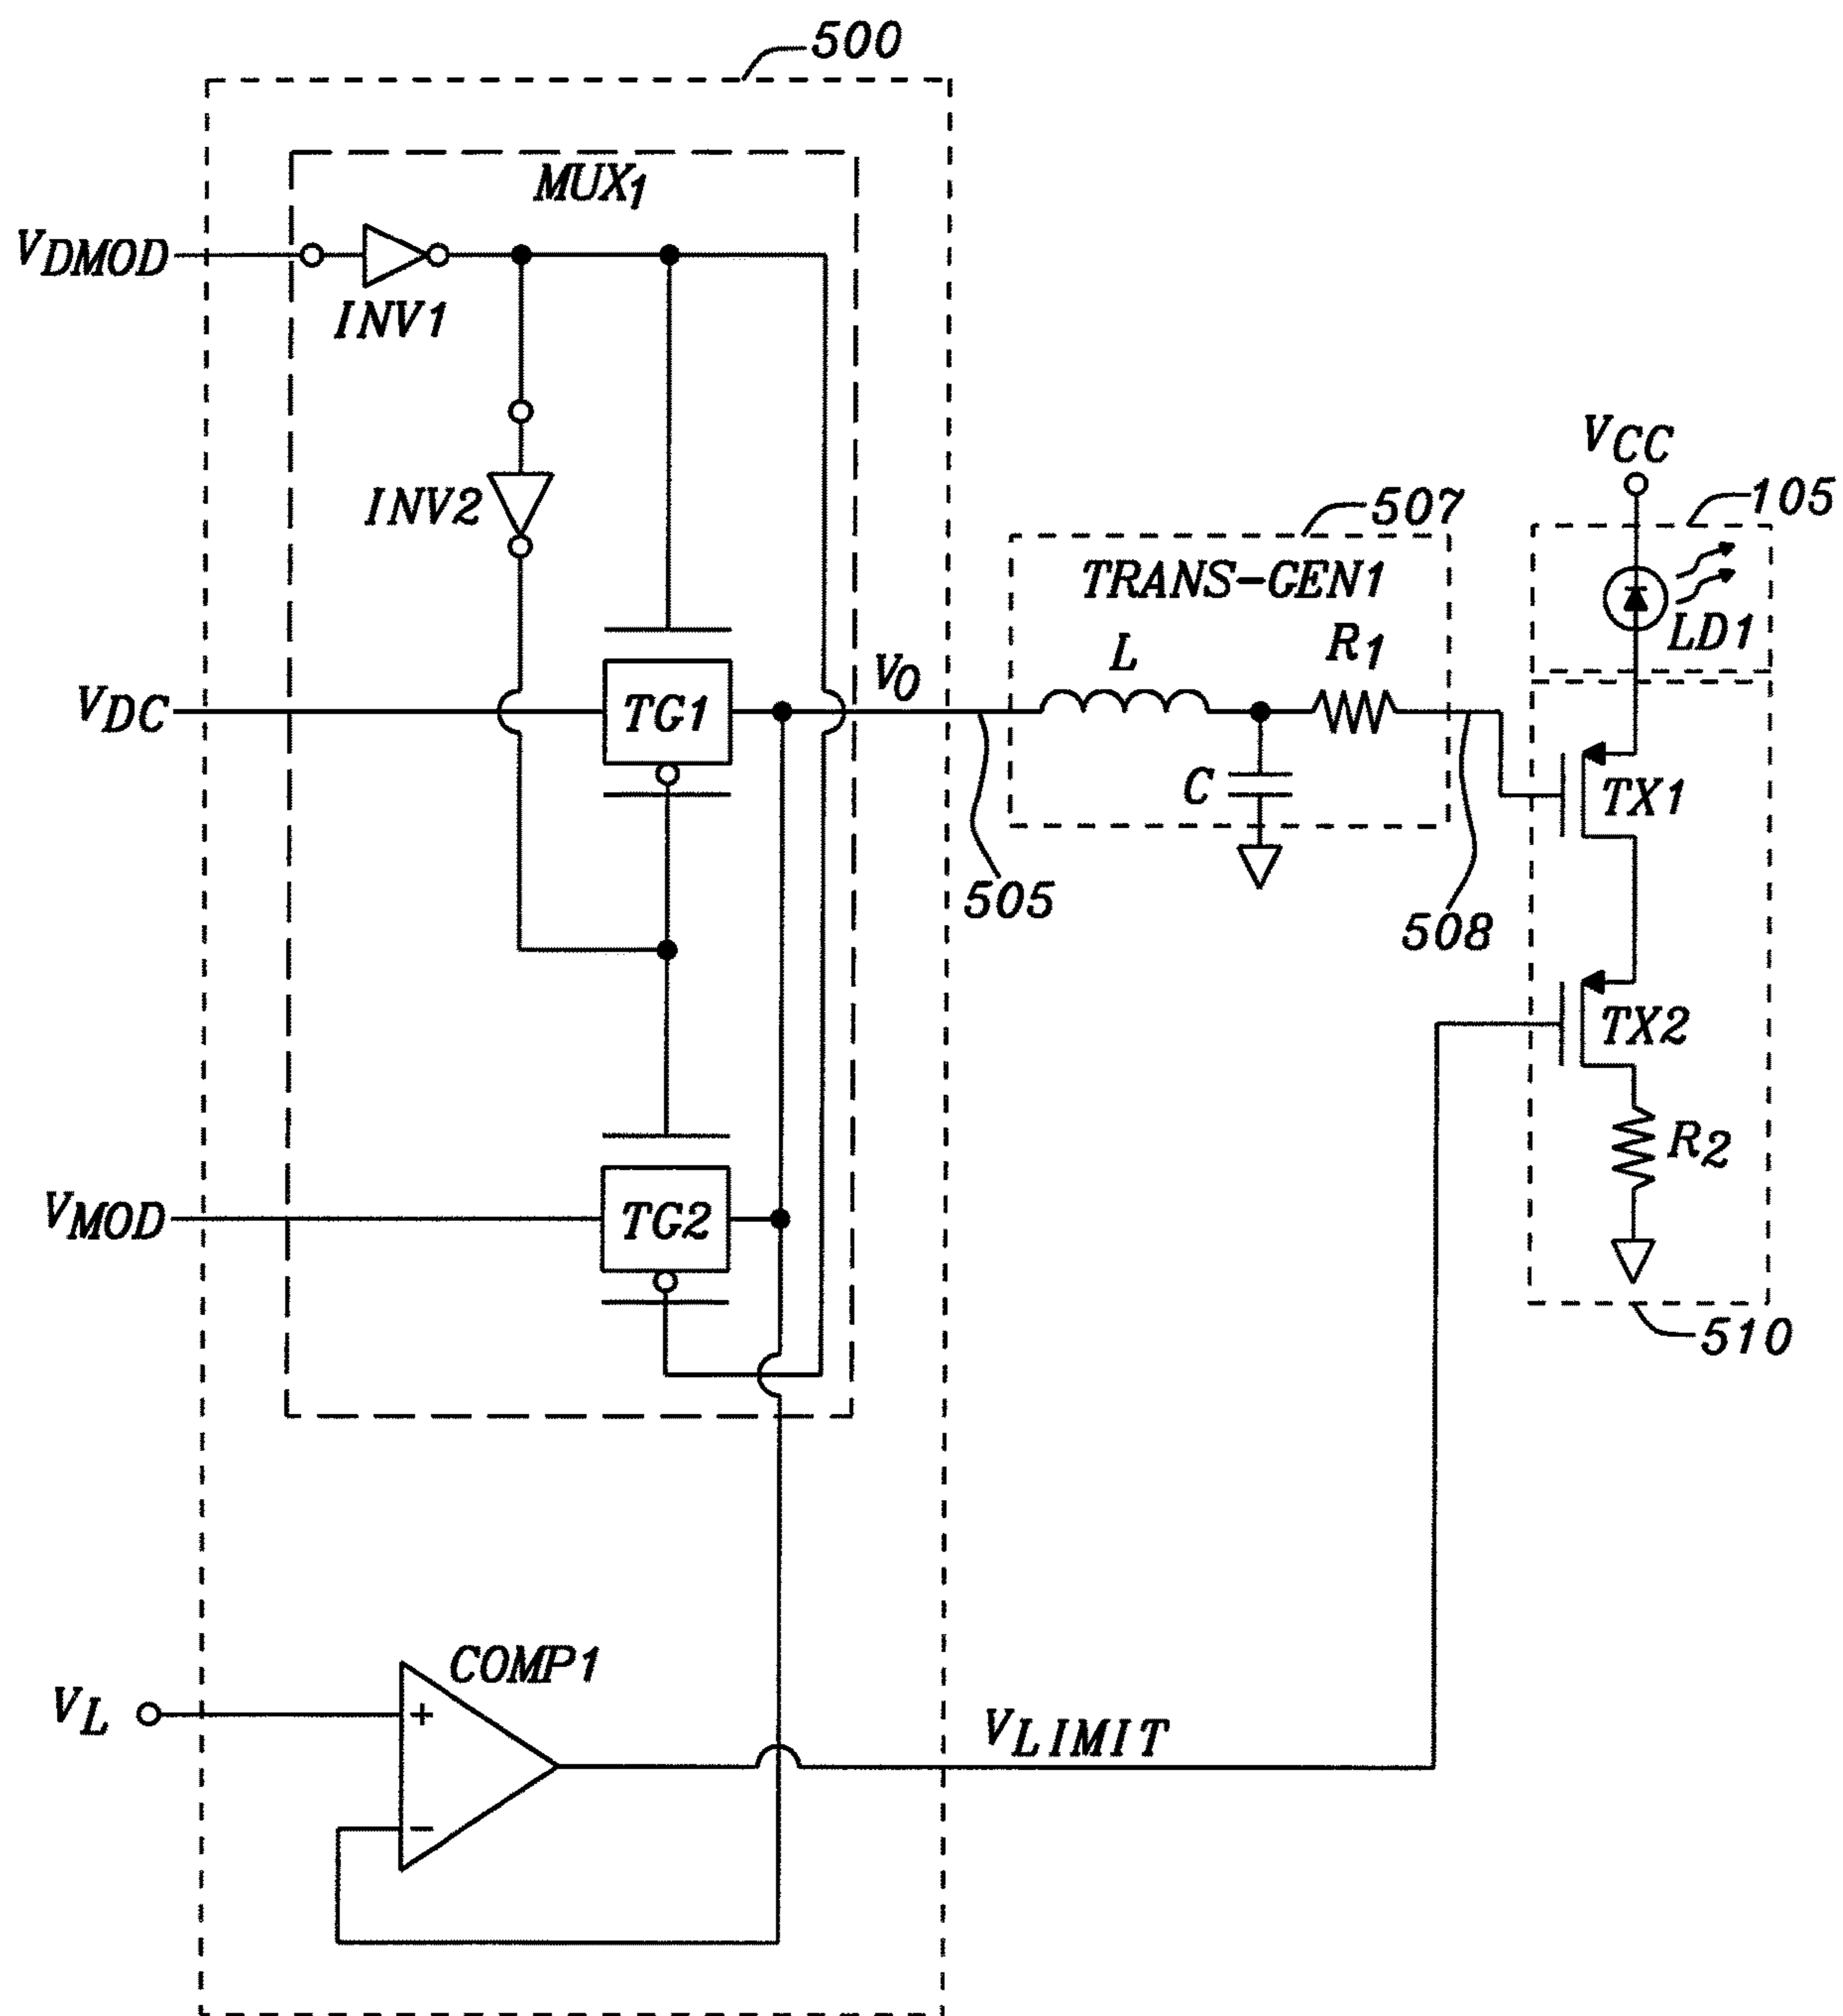 500
MUX1
VDMOD
INV1
VCC
INV2
507
105
TRANS-GEN1
LD1
L
R1
VDC
TG1
VO
C
TX1
505
508
TX2
R2
VMOD
TG2
510
COMP1
VL
+
VLIMIT
−